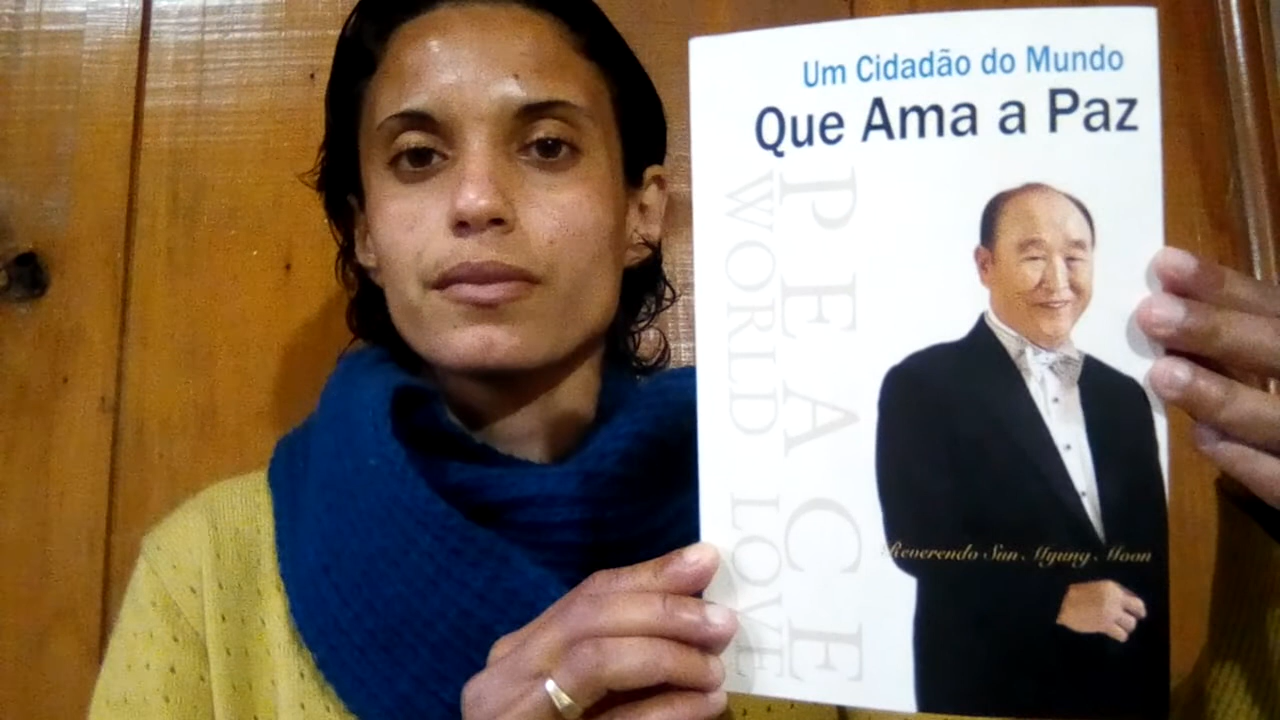 Um Cidadão do Mundo
Que Ama a Paz
PEACE
WORLD LOVE
Reverendo Sun Myung Moon